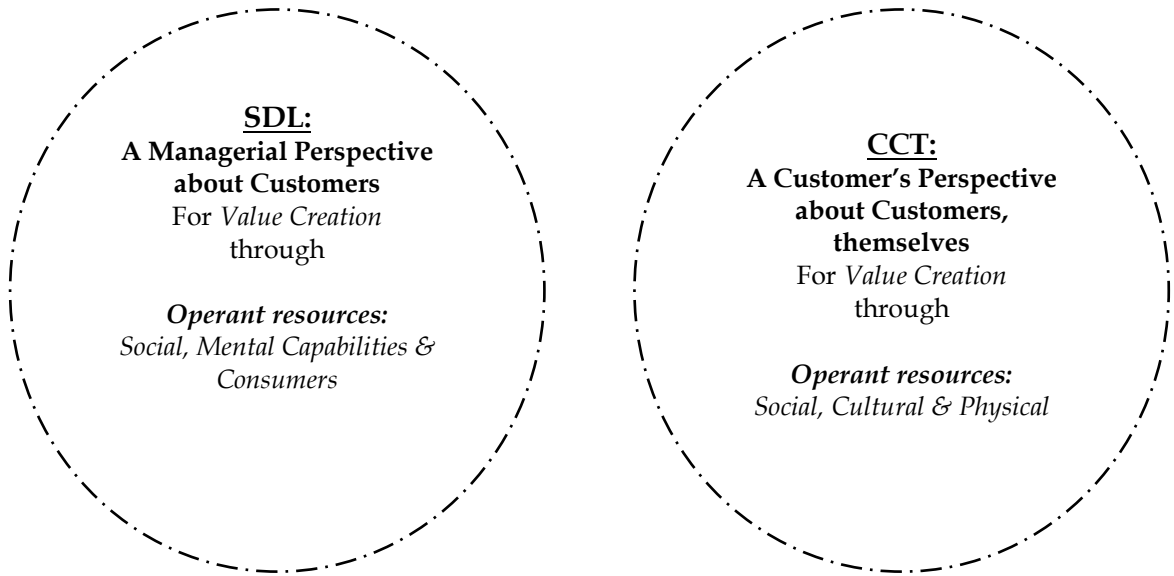 SDL:
A Managerial Perspective
about Customers
For Value Creation
through
Operant resources:
Social, Mental Capabilities &
Consumers
CCT:
A Customer’s Perspective
about Customers,
themselves
For Value Creation
through
Operant resources:
Social, Cultural & Physical